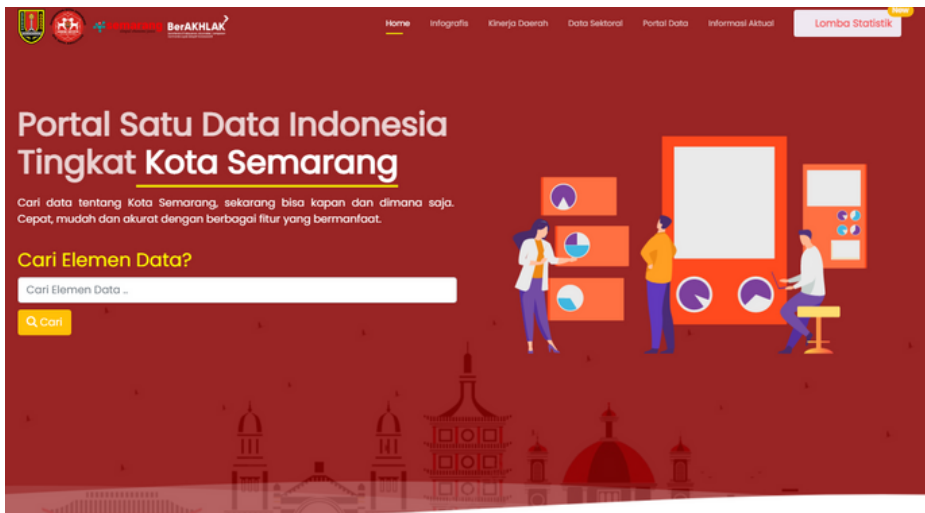 BerAKHLAK
Home Infografis Kinerja Daerah Data Sektoral Portal Data Informasi Aktual Lomba Statistik New
Portal Satu Data Indonesia
Tingkat Kota Semarang
Cari data tentang Kota Semarang, sekarang bisa kapan dan dimana saja.
Cepat, mudah dan akurat dengan berbagai fitur yang bermanfaat.
Cari Elemen Data?
Cari Elemen Data ..
Cari